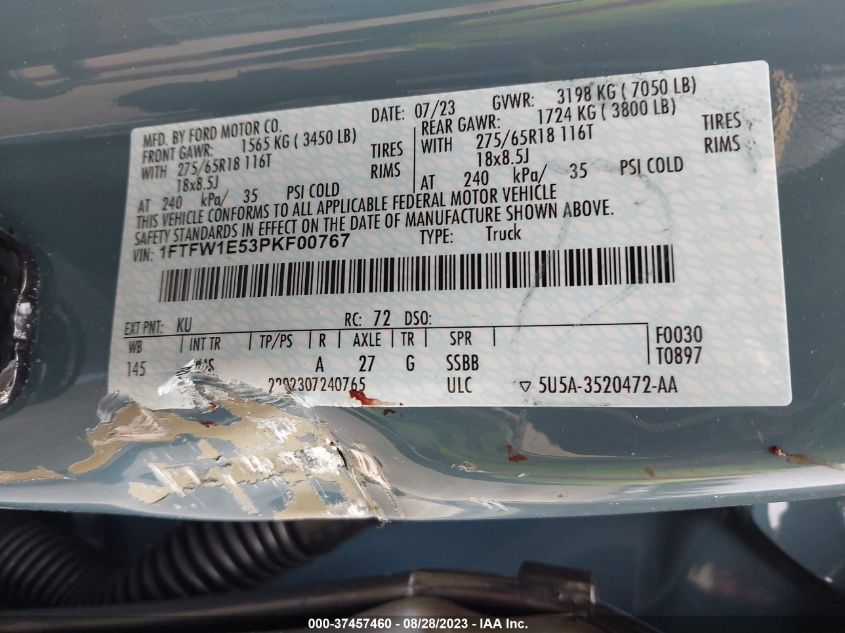 MFD. BY FORD MOTOR CO. DATE: 07/23 GVWR: 3198 KG ( 7050 LB)
FRONT GAWR: 1565 KG ( 3450 LB) REAR GAWR: 1724 KG ( 3800 LB)
WITH 275/65R18 116T TIRES WITH 275/65R18 116T TIRES
18x8.5J RIMS 18x8.5J RIMS
AT 240 kPa/ 35 PSI COLD AT 240 kPa/ 35 PSI COLD
THIS VEHICLE CONFORMS TO ALL APPLICABLE FEDERAL MOTOR VEHICLE
SAFETY STANDARDS IN EFFECT ON THE DATE OF MANUFACTURE SHOWN ABOVE.
VIN: 1FTFW1E53PKF00767 TYPE: Truck
EXT PNT: KU RC: 72 DSO:
WB INT TR TP/PS R AXLE TR SPR F0030
145 A 27 G SSBB T0897
2202307240765 ULC ▽ 5U5A-3520472-AA
000-37457460 - 08/28/2023 - IAA Inc.